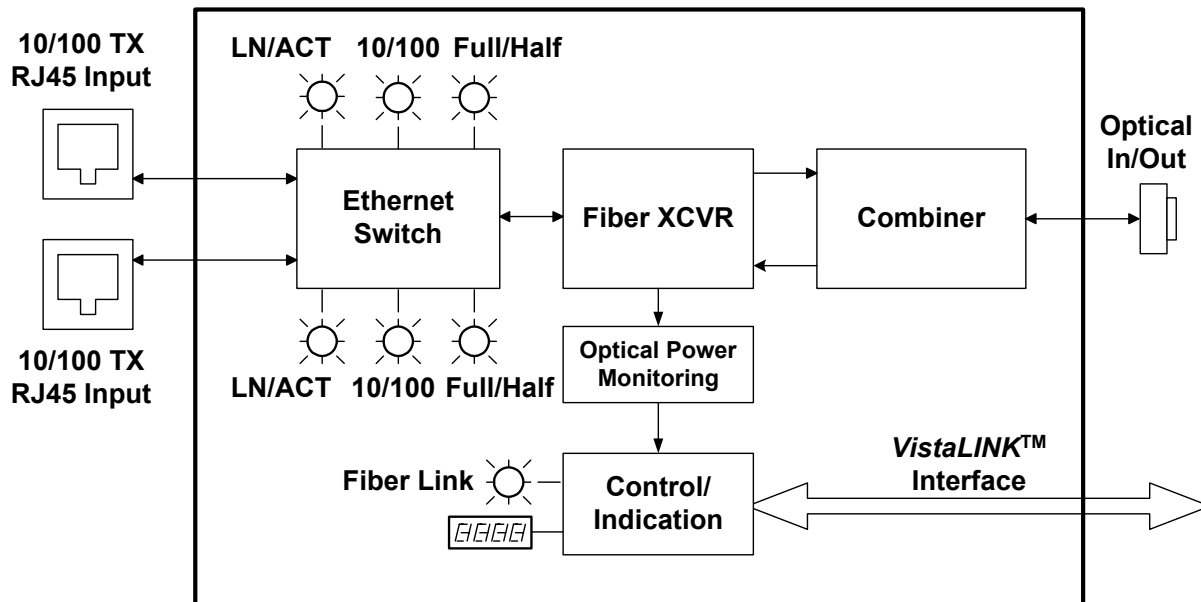 10/100 TX
RJ45 Input
LN/ACT 10/100 Full/Half
Ethernet
Switch
Fiber XCVR
Combiner
Optical
In/Out
10/100 TX
RJ45 Input
LN/ACT 10/100 Full/Half
Optical Power
Monitoring
Fiber Link
Control/
Indication
VistaLINK™
Interface